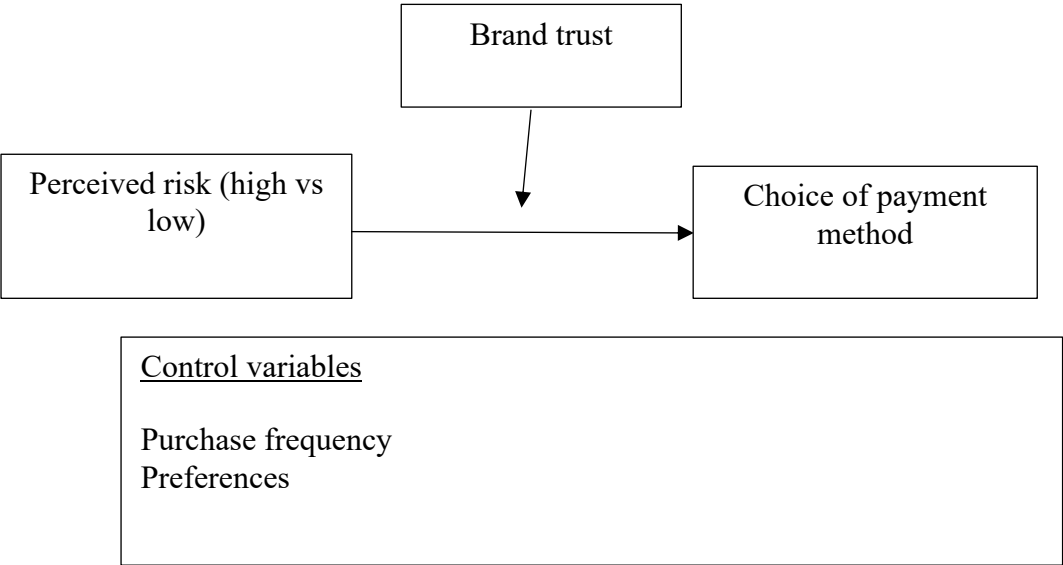 Brand trust
Perceived risk (high vs
low)
Choice of payment
method
Control variables
Purchase frequency
Preferences